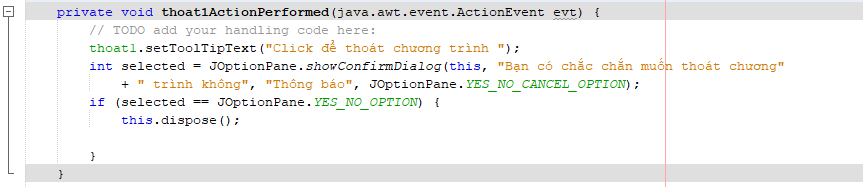 private void thoat1ActionPerformed(java.awt.event.ActionEvent evt) {
// TODO add your handling code here:
thoat1.setToolTipText("Click để thoát chương trình ");
int selected = JOptionPane.showConfirmDialog(this, "Bạn có chắc chắn muốn thoát chương"
+ " trình không", "Thông báo", JOptionPane.YES_NO_CANCEL_OPTION);
if (selected == JOptionPane.YES_NO_OPTION) {
this.dispose();
}
}